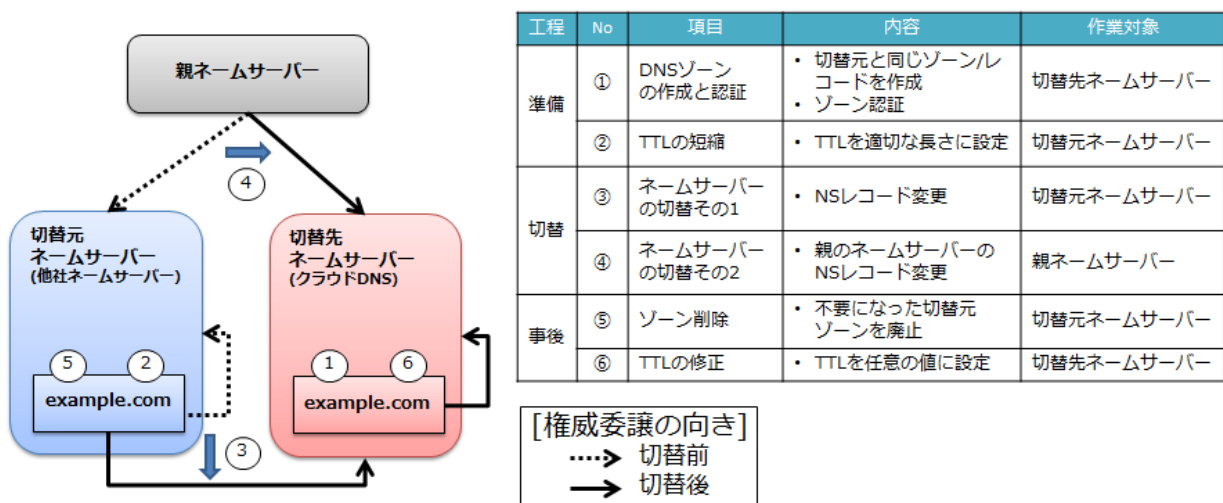 親ネームサーバー
④
切替元
ネームサーバー
(他社ネームサーバー)
切替先
ネームサーバー
(クラウドDNS)
5
2
example.com
1
6
example.com
3
工程 No 項目 内容 作業対象
準備
① DNSゾーン
の作成と認証
• 切替元と同じゾーン/レ
コードを作成
• ゾーン認証
切替先ネームサーバー
② TTLの短縮 • TTLを適切な長さに設定 切替元ネームサーバー
切替
③ ネームサーバー
の切替その1
• NSレコード変更
切替元ネームサーバー
④ ネームサーバー
の切替その2
• 親のネームサーバーの
NSレコード変更
親ネームサーバー
事後
⑤ ゾーン削除
• 不要になった切替元
ゾーンを廃止
切替元ネームサーバー
⑥ TTLの修正 • TTLを任意の値に設定 切替先ネームサーバー
[権威委譲の向き]
切替前
切替後